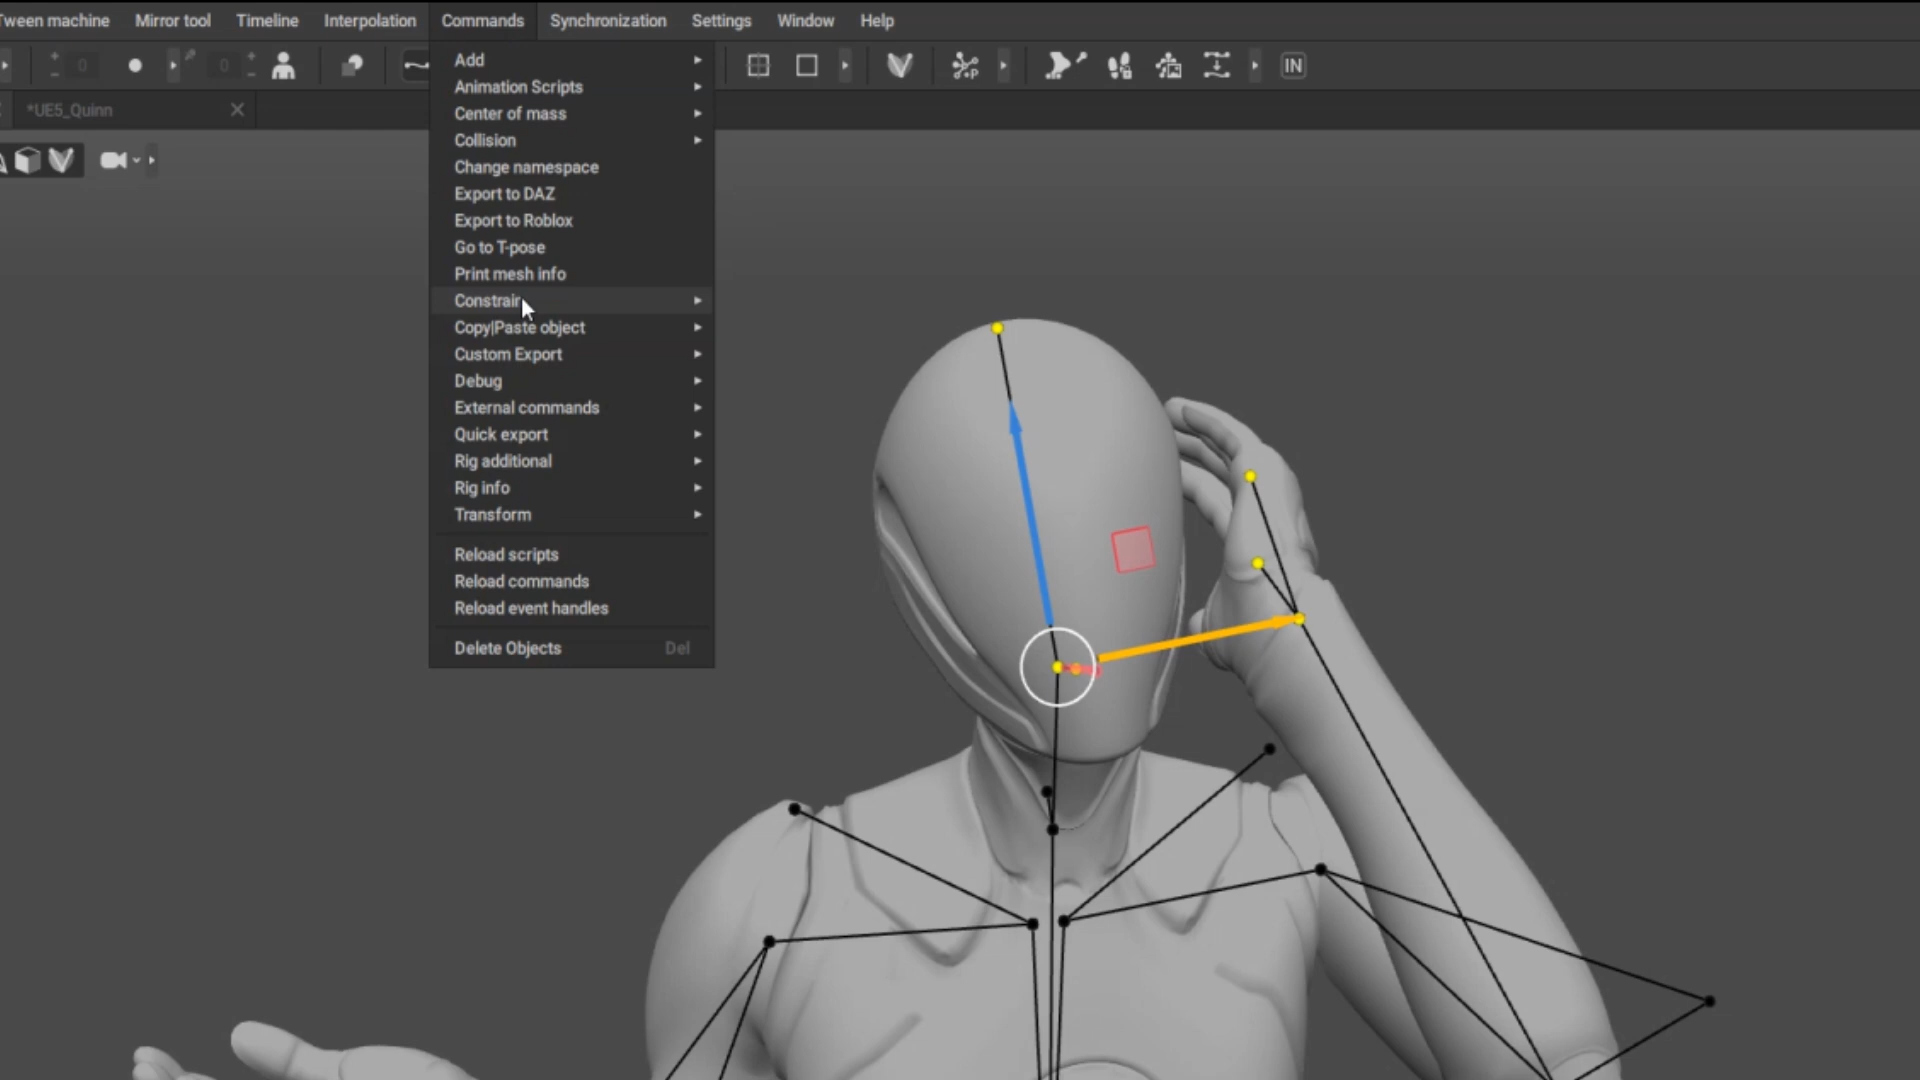 Tween machine Mirror tool Timeline Interpolation Commands Synchronization Settings Window Help
0 0 P IN
*UE5_Quinn
Add
Animation Scripts
Center of mass
Collision
Change namespace
Export to DAZ
Export to Roblox
Go to T-pose
Print mesh info
Constrain
Copy|Paste object
Custom Export
Debug
External commands
Quick export
Rig additional
Rig info
Transform
Reload scripts
Reload commands
Reload event handles
Delete Objects Del